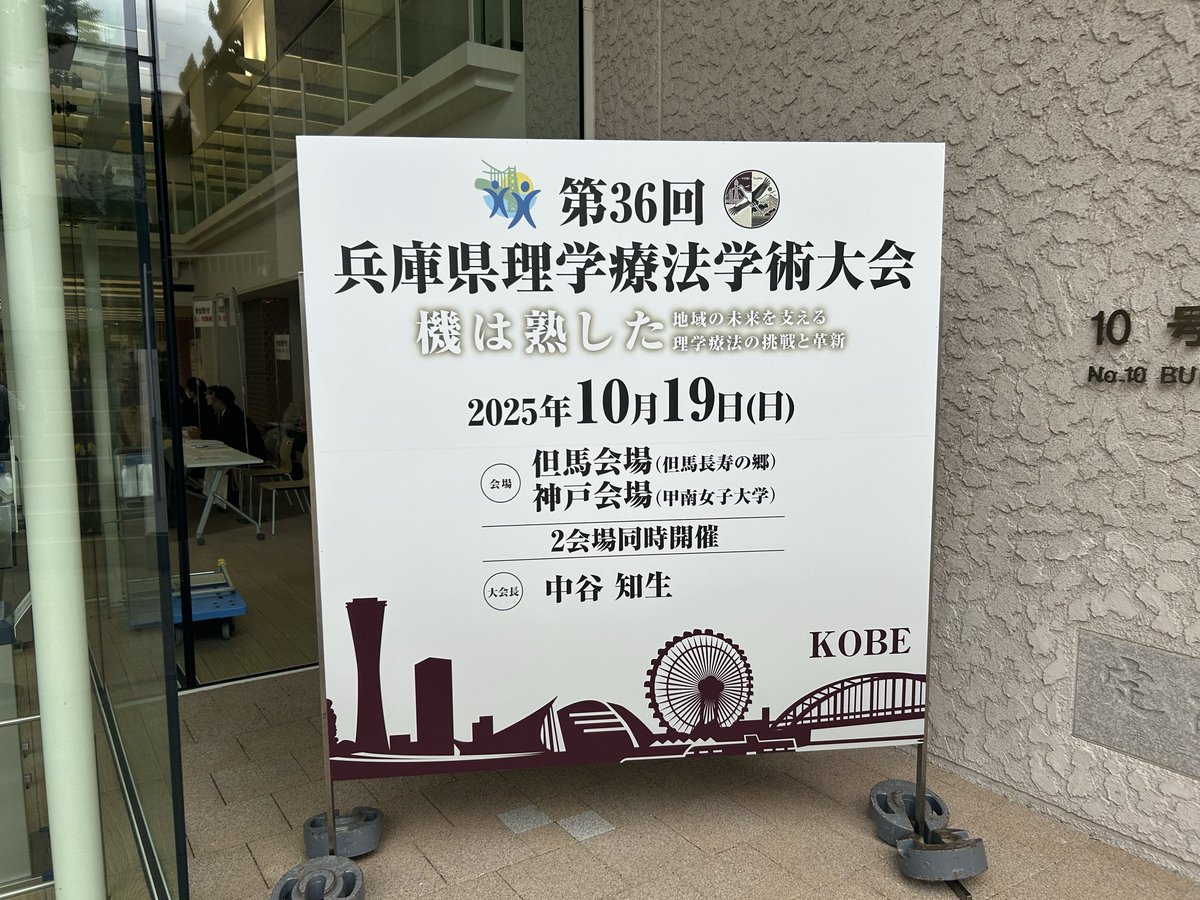 第36回
兵庫県理学療法学術大会
機は熟した
地域の未来を支える
理学療法の挑戦と革新
2025年10月19日(日)
会場
但馬会場(但馬長寿の郷)
神戸会場(甲南女子大学)
2会場同時開催
大会長 中谷 知生
KOBE
10 号
No.10 BU